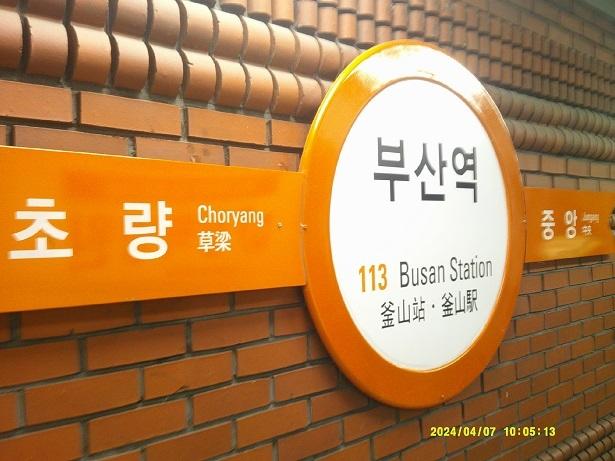 초량 Choryang
草梁
부산역
113 Busan Station
釜山站·釜山駅
중앙
2024/04/07 10:05:13